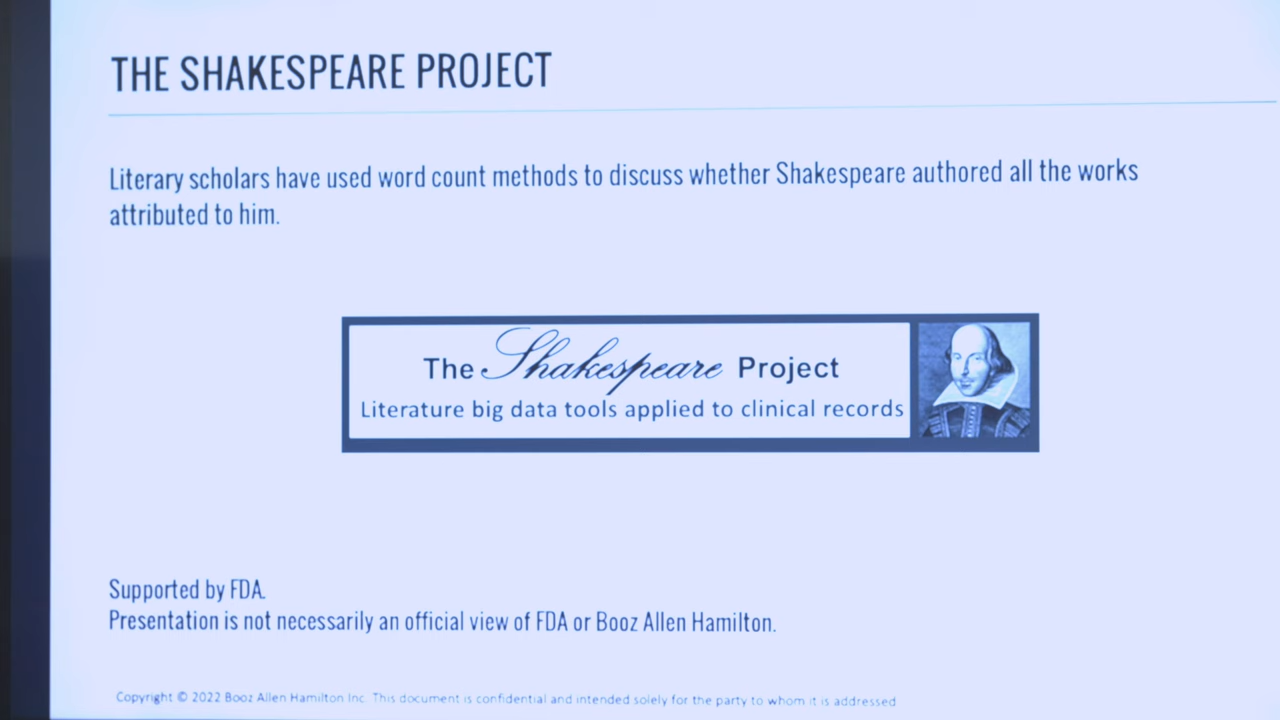 THE SHAKESPEARE PROJECT
Literary scholars have used word count methods to discuss whether Shakespeare authored all the works
attributed to him.
The Shakespeare Project
Literature big data tools applied to clinical records
Supported by FDA.
Presentation is not necessarily an official view of FDA or Booz Allen Hamilton.
Copyright © 2022 Booz Allen Hamilton Inc. This document is confidential and intended solely for the party to whom it is addressed